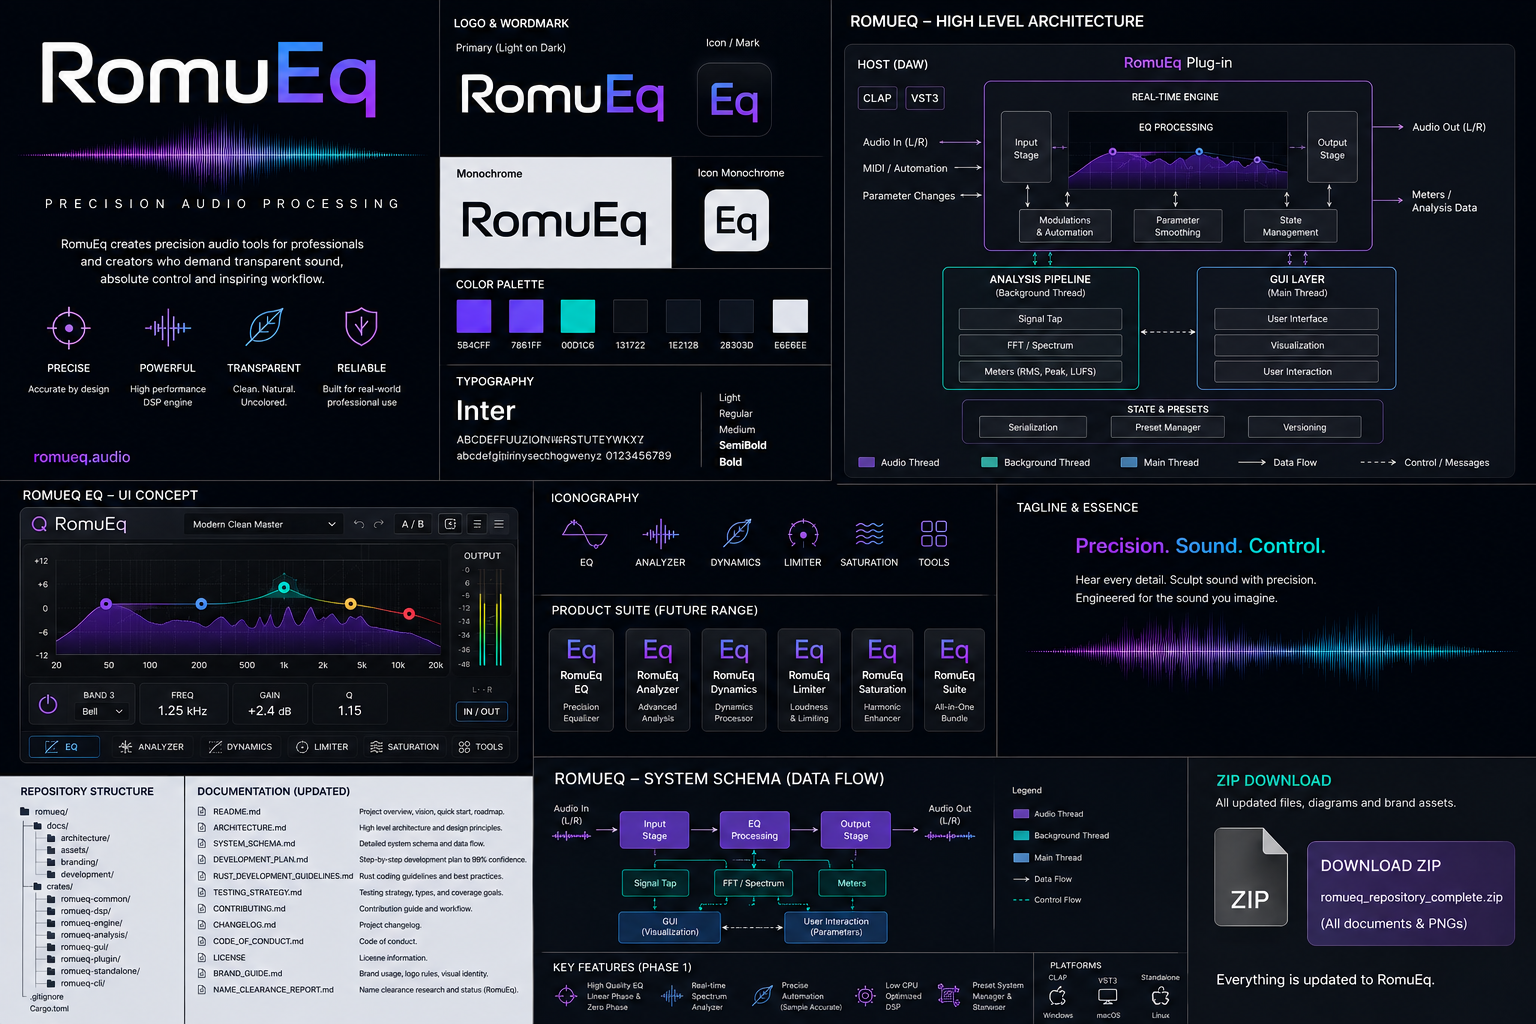 RomuEq
PRECISION AUDIO PROCESSING
RomuEq creates precision audio tools for professionals
and creators who demand transparent sound,
absolute control and inspiring workflow.
PRECISE
Accurate by design
POWERFUL
High performance
DSP engine
TRANSPARENT
Clean. Natural.
Uncolored.
RELIABLE
Built for real-world
professional use
romueq.audio
LOGO & WORDMARK
Primary (Light on Dark)
RomuEq
Icon / Mark
Eq
Monochrome
RomuEq
Icon Monochrome
Eq
COLOR PALETTE
5B4CFF 7861FF 00D1C6 131722 1E2128 28303D E6E6EE
TYPOGRAPHY
Inter
0123456789
Light
Regular
Medium
SemiBold
Bold
ROMUEQ – HIGH LEVEL ARCHITECTURE
HOST (DAW)
CLAP VST3
RomuEq Plug-in
REAL-TIME ENGINE
Audio In (L/R)
MIDI / Automation
Parameter Changes
Input
Stage
EQ PROCESSING
Output
Stage
Modulations
& Automation
Parameter
Smoothing
State
Management
Audio Out (L/R)
Meters /
Analysis Data
ANALYSIS PIPELINE
(Background Thread)
Signal Tap
FFT / Spectrum
Meters (RMS, Peak, LUFS)
GUI LAYER
(Main Thread)
User Interface
Visualization
User Interaction
STATE & PRESETS
Serialization Preset Manager Versioning
Audio Thread Background Thread Main Thread Data Flow Control / Messages
ROMUEQ EQ – UI CONCEPT
RomuEq
Modern Clean Master
A / B
OUTPUT
+12
+6
0
-6
-12
20 50 100 200 500 1k 2k 5k 10k 20k
-0
-6
-14
-24
-36
-48
L R
IN / OUT
BAND 3
Bell
FREQ
1.25 kHz
GAIN
+2.4 dB
Q
1.15
EQ ANALYZER DYNAMICS LIMITER SATURATION TOOLS
ICONOGRAPHY
EQ ANALYZER DYNAMICS LIMITER SATURATION TOOLS
PRODUCT SUITE (FUTURE RANGE)
Eq
RomuEq
EQ
Precision
Equalizer
Eq
RomuEq
Analyzer
Advanced
Analysis
Eq
RomuEq
Dynamics
Dynamics
Processor
Eq
RomuEq
Limiter
Loudness
& Limiting
Eq
RomuEq
Saturation
Harmonic
Enhancer
Eq
RomuEq
Suite
All-in-One
Bundle
TAGLINE & ESSENCE
Precision. Sound. Control.
Hear every detail. Sculpt sound with precision.
Engineered for the sound you imagine.
REPOSITORY STRUCTURE
romueq/
docs/
architecture/
assets/
branding/
development/
crates/
romueq-common/
romueq-dsp/
romueq-engine/
romueq-analysis/
romueq-gui/
romueq-plugin/
romueq-standalone/
romueq-cli/
.gitignore
Cargo.toml
DOCUMENTATION (UPDATED)
README.md Project overview, vision, quick start, roadmap.
ARCHITECTURE.md High level architecture and design principles.
SYSTEM_SCHEMA.md Detailed system schema and data flow.
DEVELOPMENT_PLAN.md Step-by-step development plan to 99% confidence.
RUST_DEVELOPMENT_GUIDELINES.md Rust coding guidelines and best practices.
TESTING_STRATEGY.md Testing strategy, types, and coverage goals.
CONTRIBUTING.md Contribution guide and workflow.
CHANGELOG.md Project changelog.
CODE_OF_CONDUCT.md Code of conduct.
LICENSE License information.
BRAND_GUIDE.md Brand usage, logo rules, visual identity.
NAME_CLEARANCE_REPORT.md Name clearance research and status (RomuEq).
ROMUEQ – SYSTEM SCHEMA (DATA FLOW)
Audio In
(L/R)
Input
Stage
EQ
Processing
Output
Stage
Audio Out
(L/R)
Signal Tap FFT / Spectrum Meters
GUI
(Visualization)
User Interaction
(Parameters)
Legend
Audio Thread
Background Thread
Main Thread
Data Flow
Control Flow
KEY FEATURES (PHASE 1)
High Quality EQ
Linear Phase &
Zero Phase
Real-time
Spectrum
Analyzer
Precise
Automation
(Sample Accurate)
Low CPU
Optimized
DSP
Preset System
Manager &
PLATFORMS
CLAP
Windows
VST3
macOS
Standalone
Linux
ZIP DOWNLOAD
All updated files, diagrams and brand assets.
ZIP
DOWNLOAD ZIP
romueq_repository_complete.zip
(All documents & PNGs)
Everything is updated to RomuEq.